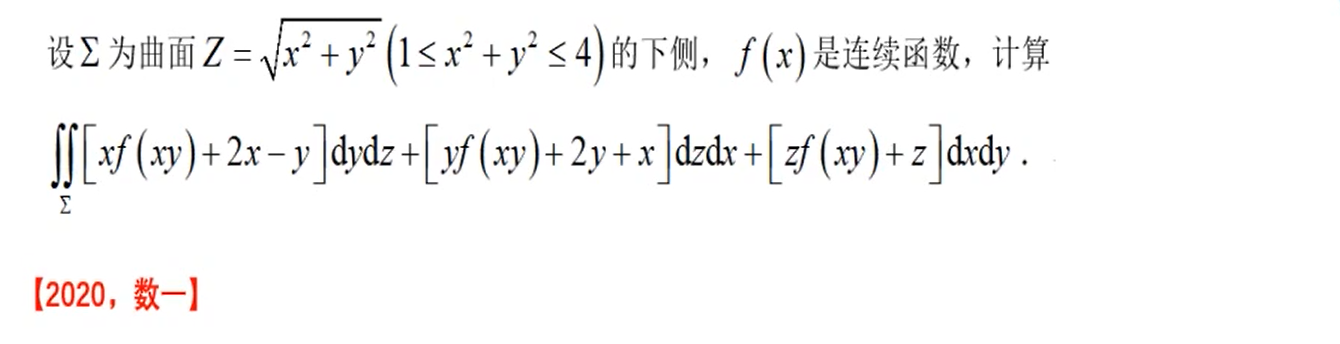 设Σ为曲面 Z = √(x² + y²) (1 ≤ x² + y² ≤ 4) 的下侧，f(x) 是连续函数，计算
∬_Σ [xf(xy) + 2x − y]dydz + [yf(xy) + 2y + x]dzdx + [zf(xy) + z]dxdy .
【2020，数一】